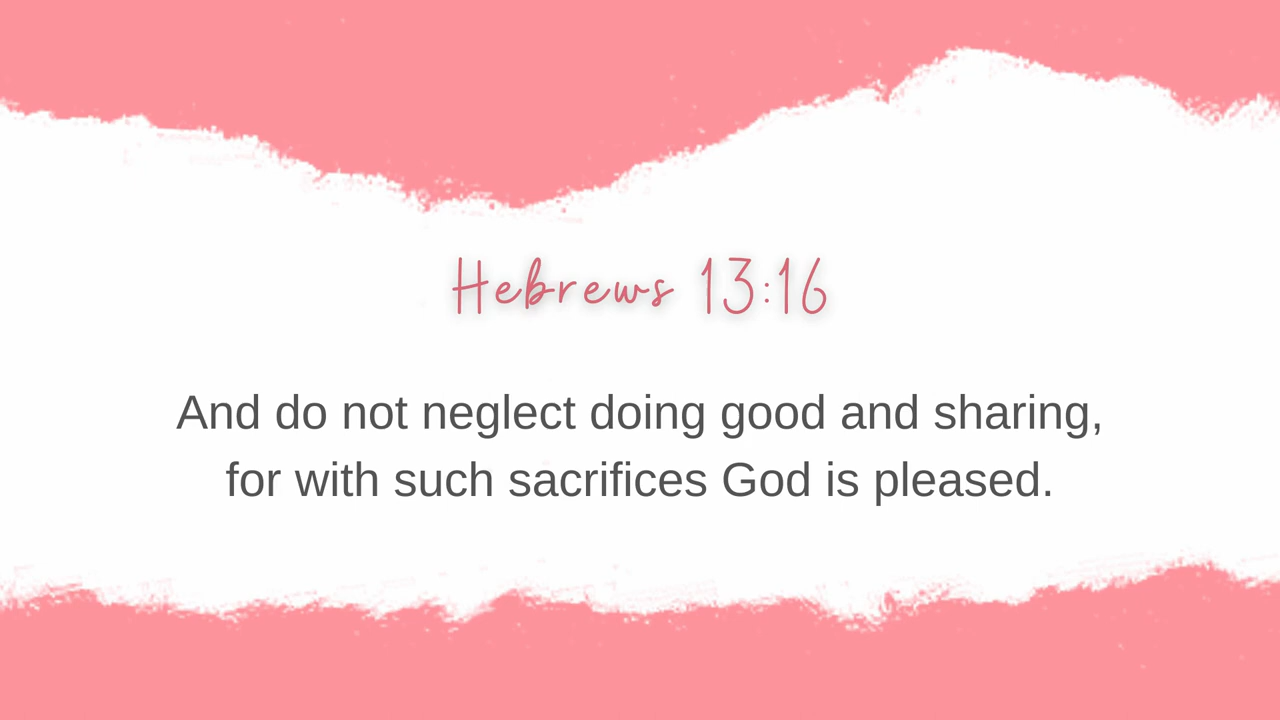 Hebrews 13:16
And do not neglect doing good and sharing,
for with such sacrifices God is pleased.